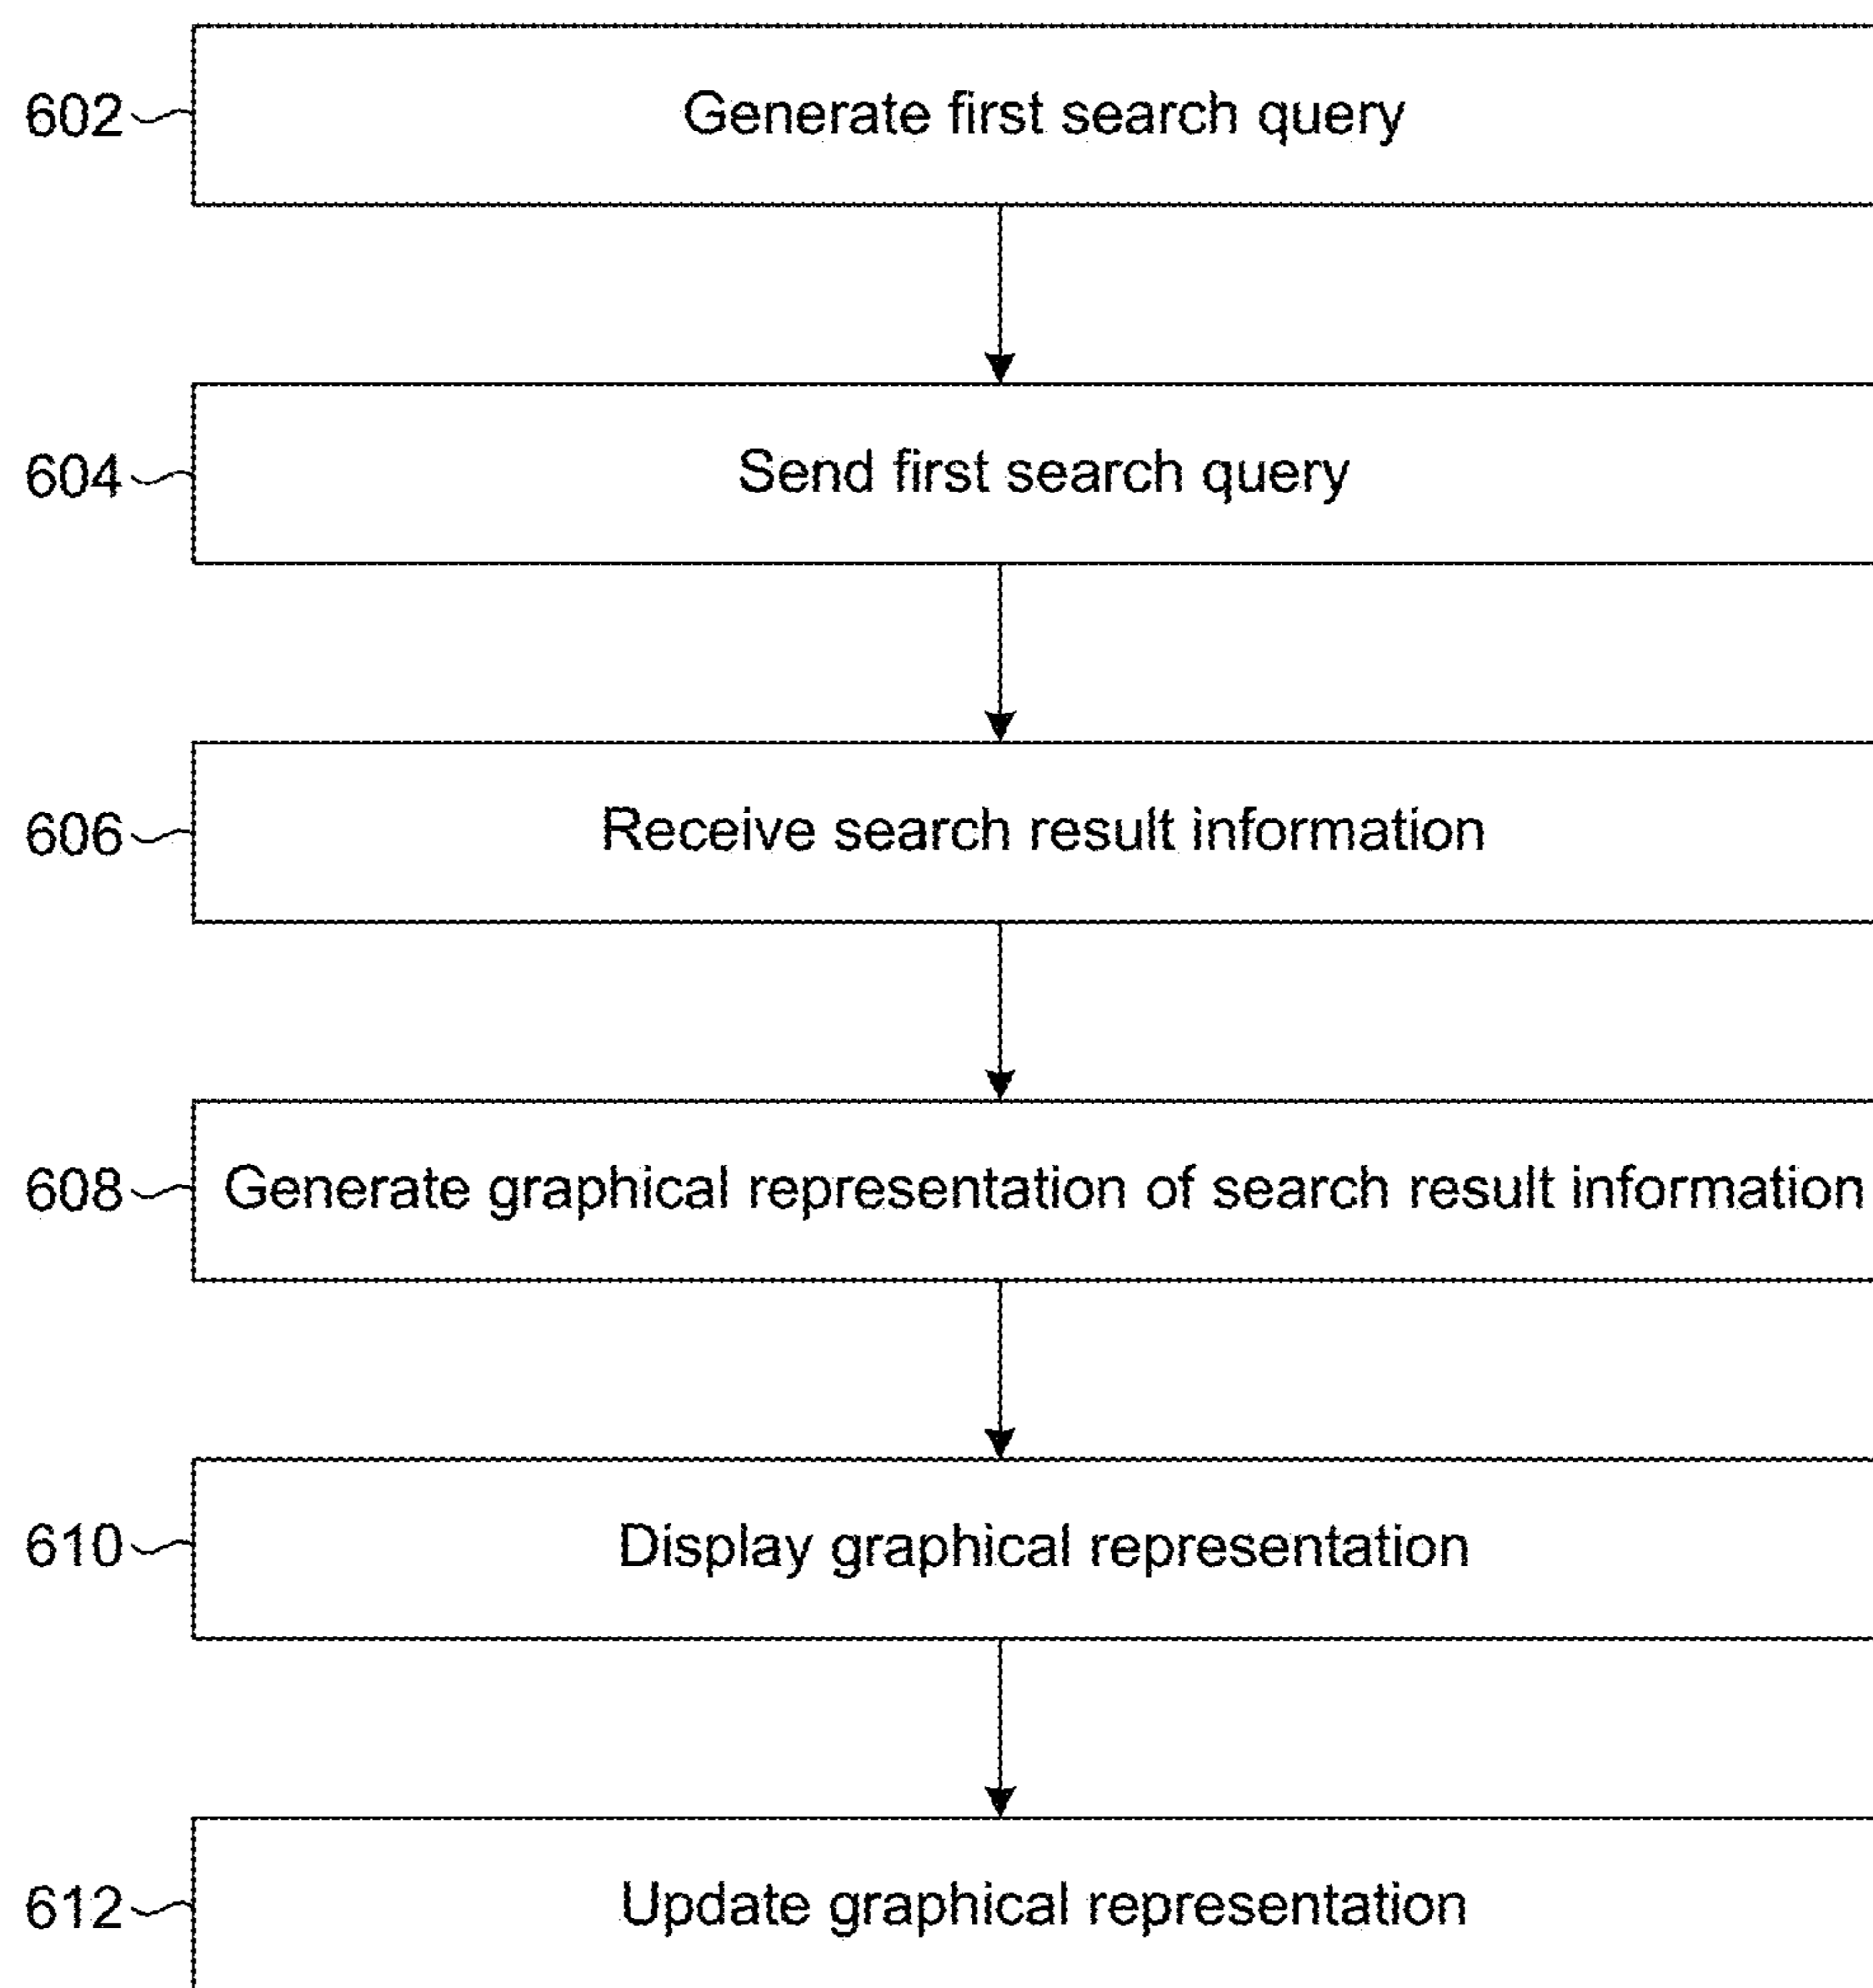 602 Generate first search query
604 Send first search query
606 Receive search result information
608 Generate graphical representation of search result information
610 Display graphical representation
612 Update graphical representation